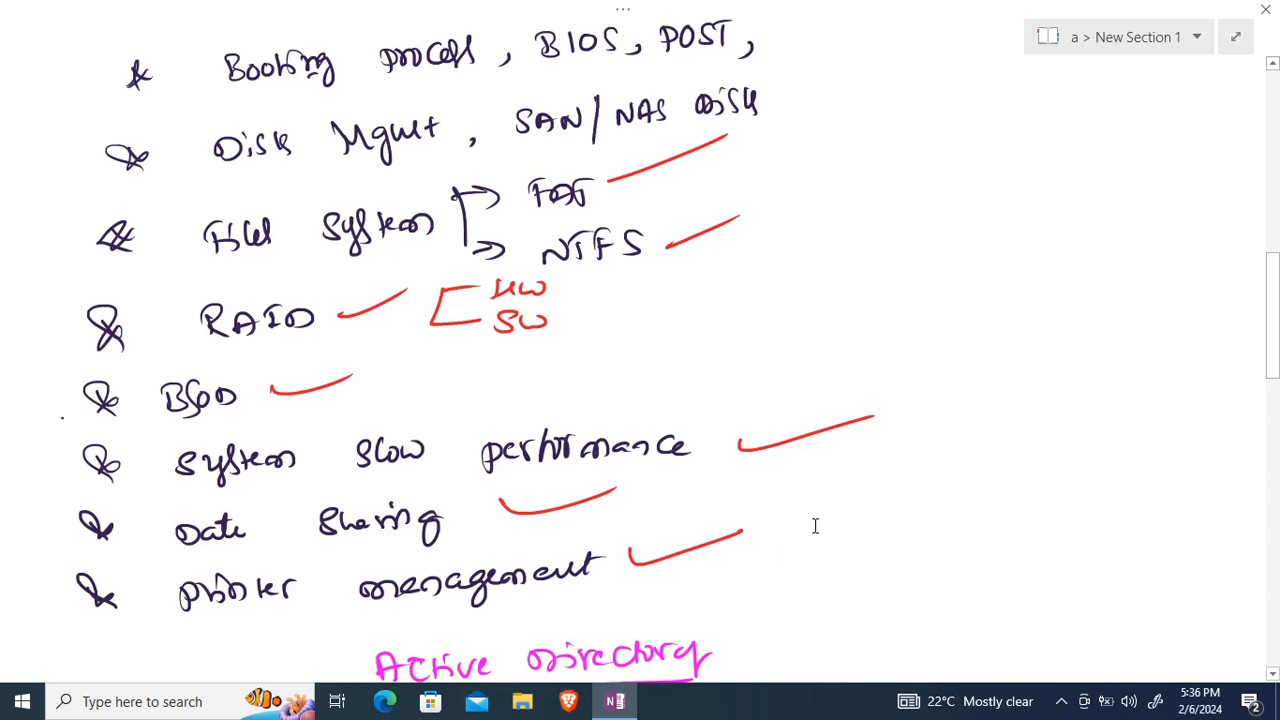 a > New Section 1
Booting process, BIOS, POST,
Disk Mgmt, SAN/NAS Disk
Files System → FAT
→ NTFS
RAID HW
SW
BSOD
System Slow performance
Data Sharing
printer management
Active Directory
Type here to search
22°C Mostly clear
5:36 PM
2/6/2024
2